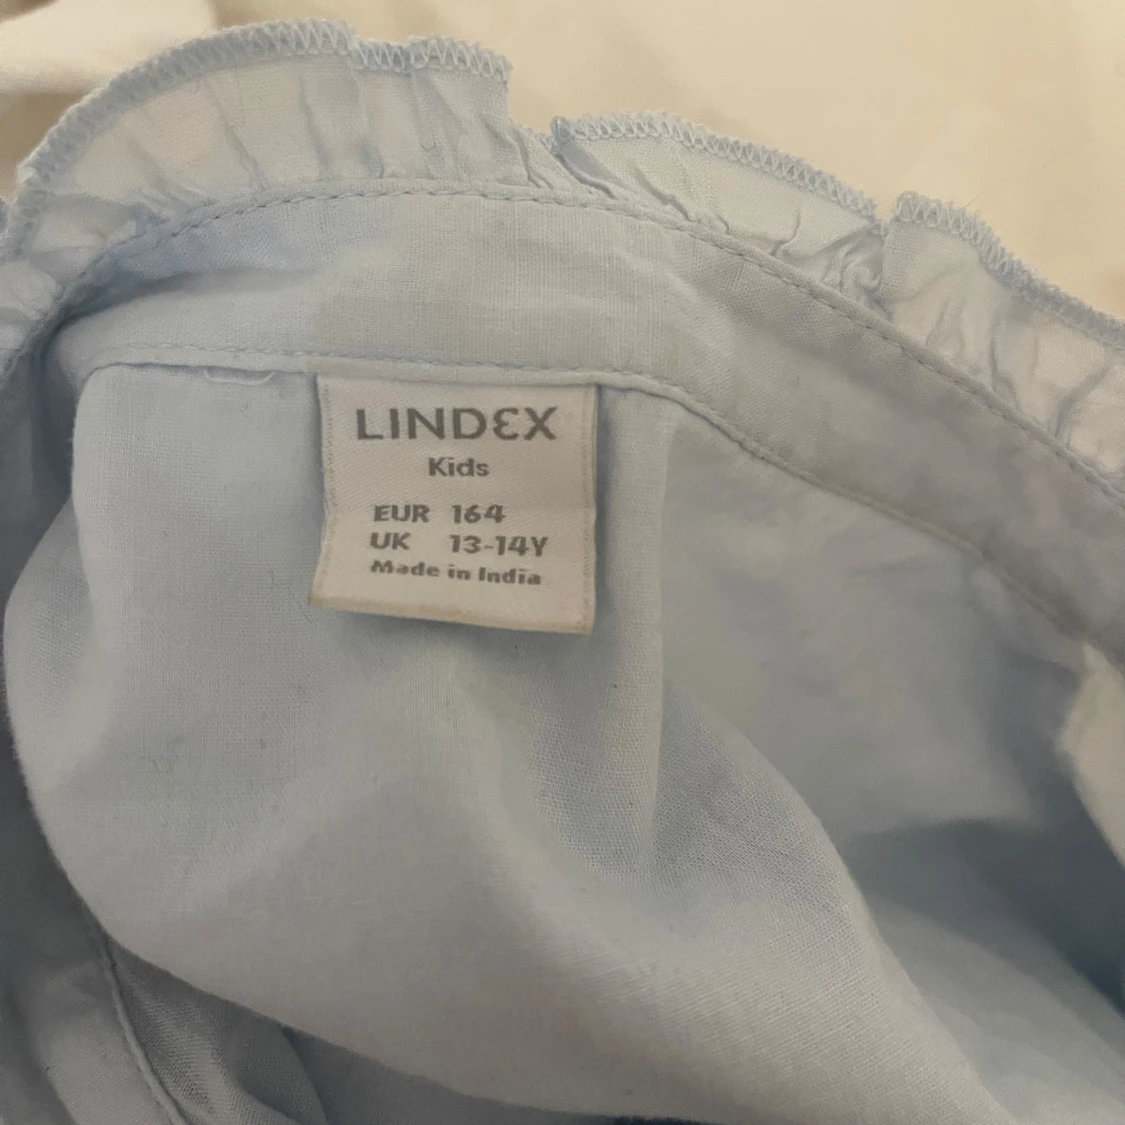 LINDEX
Kids
EUR 164
UK 13-14Y
Made in India